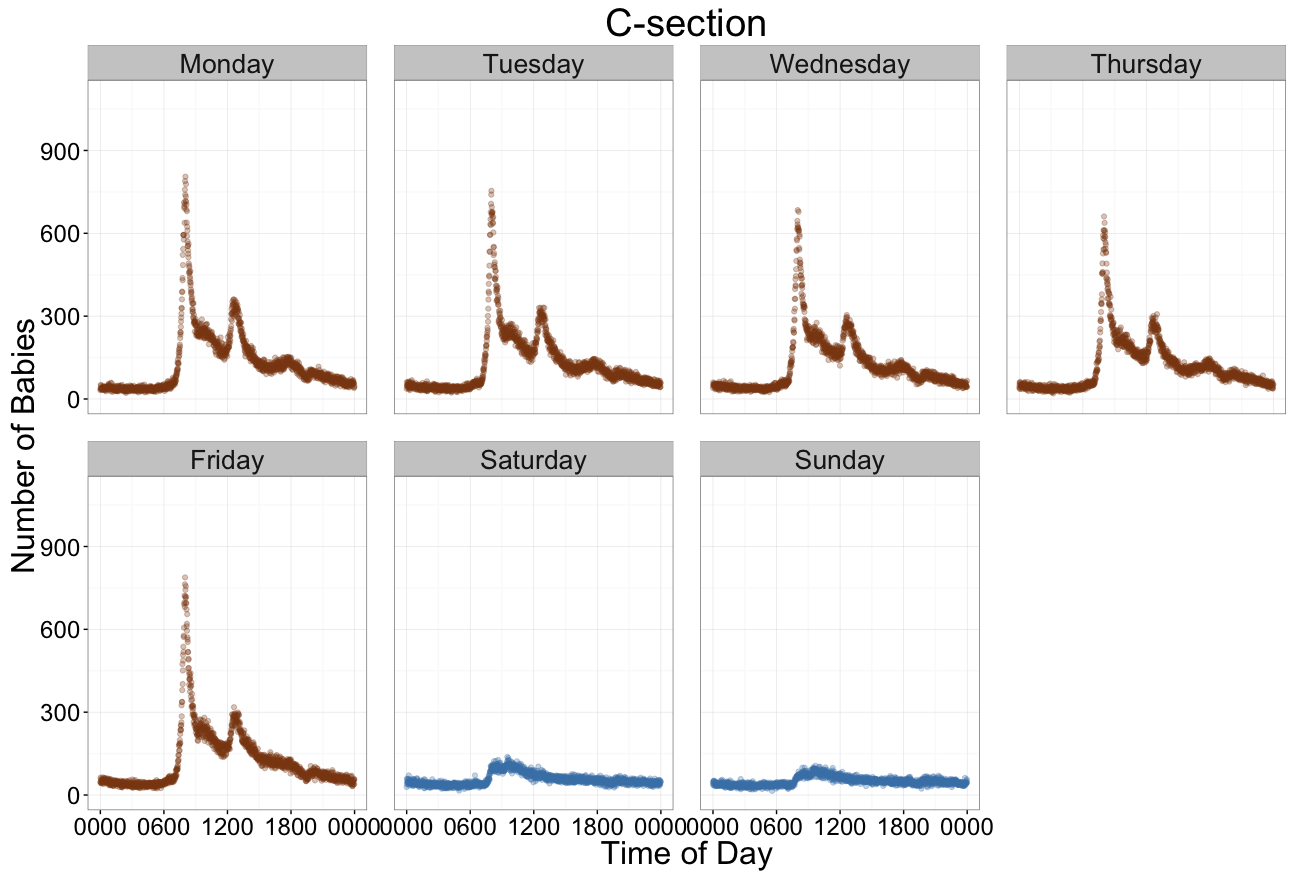 C-section
Monday Tuesday Wednesday Thursday
900
600
300
0
Friday Saturday Sunday
900
600
300
0
0000 0600 1200 1800 0000 0000 0600 1200 1800 0000 0000 0600 1200 1800 0000
Time of Day
Number of Babies